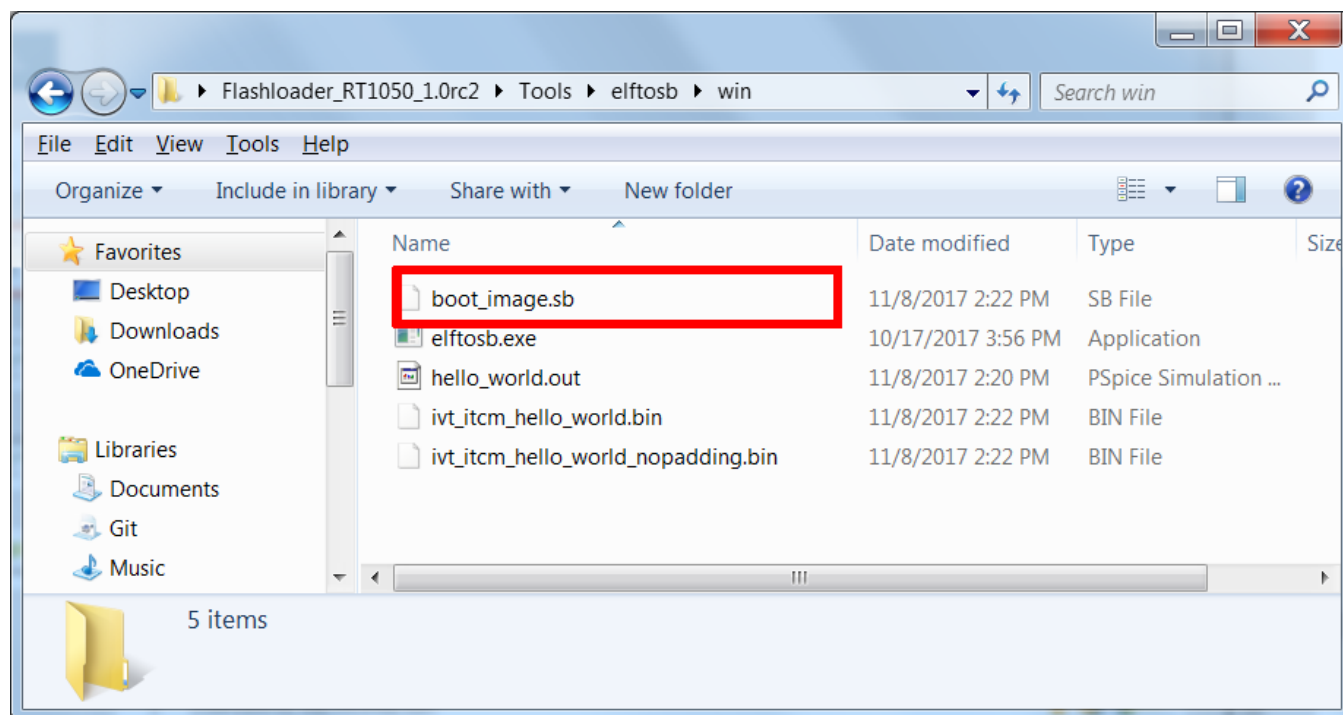 Flashloader_RT1050_1.0rc2 Tools elftosb win Search win
File Edit View Tools Help
Organize Include in library Share with New folder
Name Date modified Type Size
Favorites
Desktop
Downloads
OneDrive
Libraries
Documents
Git
Music
boot_image.sb 11/8/2017 2:22 PM SB File
elftosb.exe 10/17/2017 3:56 PM Application
hello_world.out 11/8/2017 2:20 PM PSpice Simulation ...
ivt_itcm_hello_world.bin 11/8/2017 2:22 PM BIN File
ivt_itcm_hello_world_nopadding.bin 11/8/2017 2:22 PM BIN File
5 items